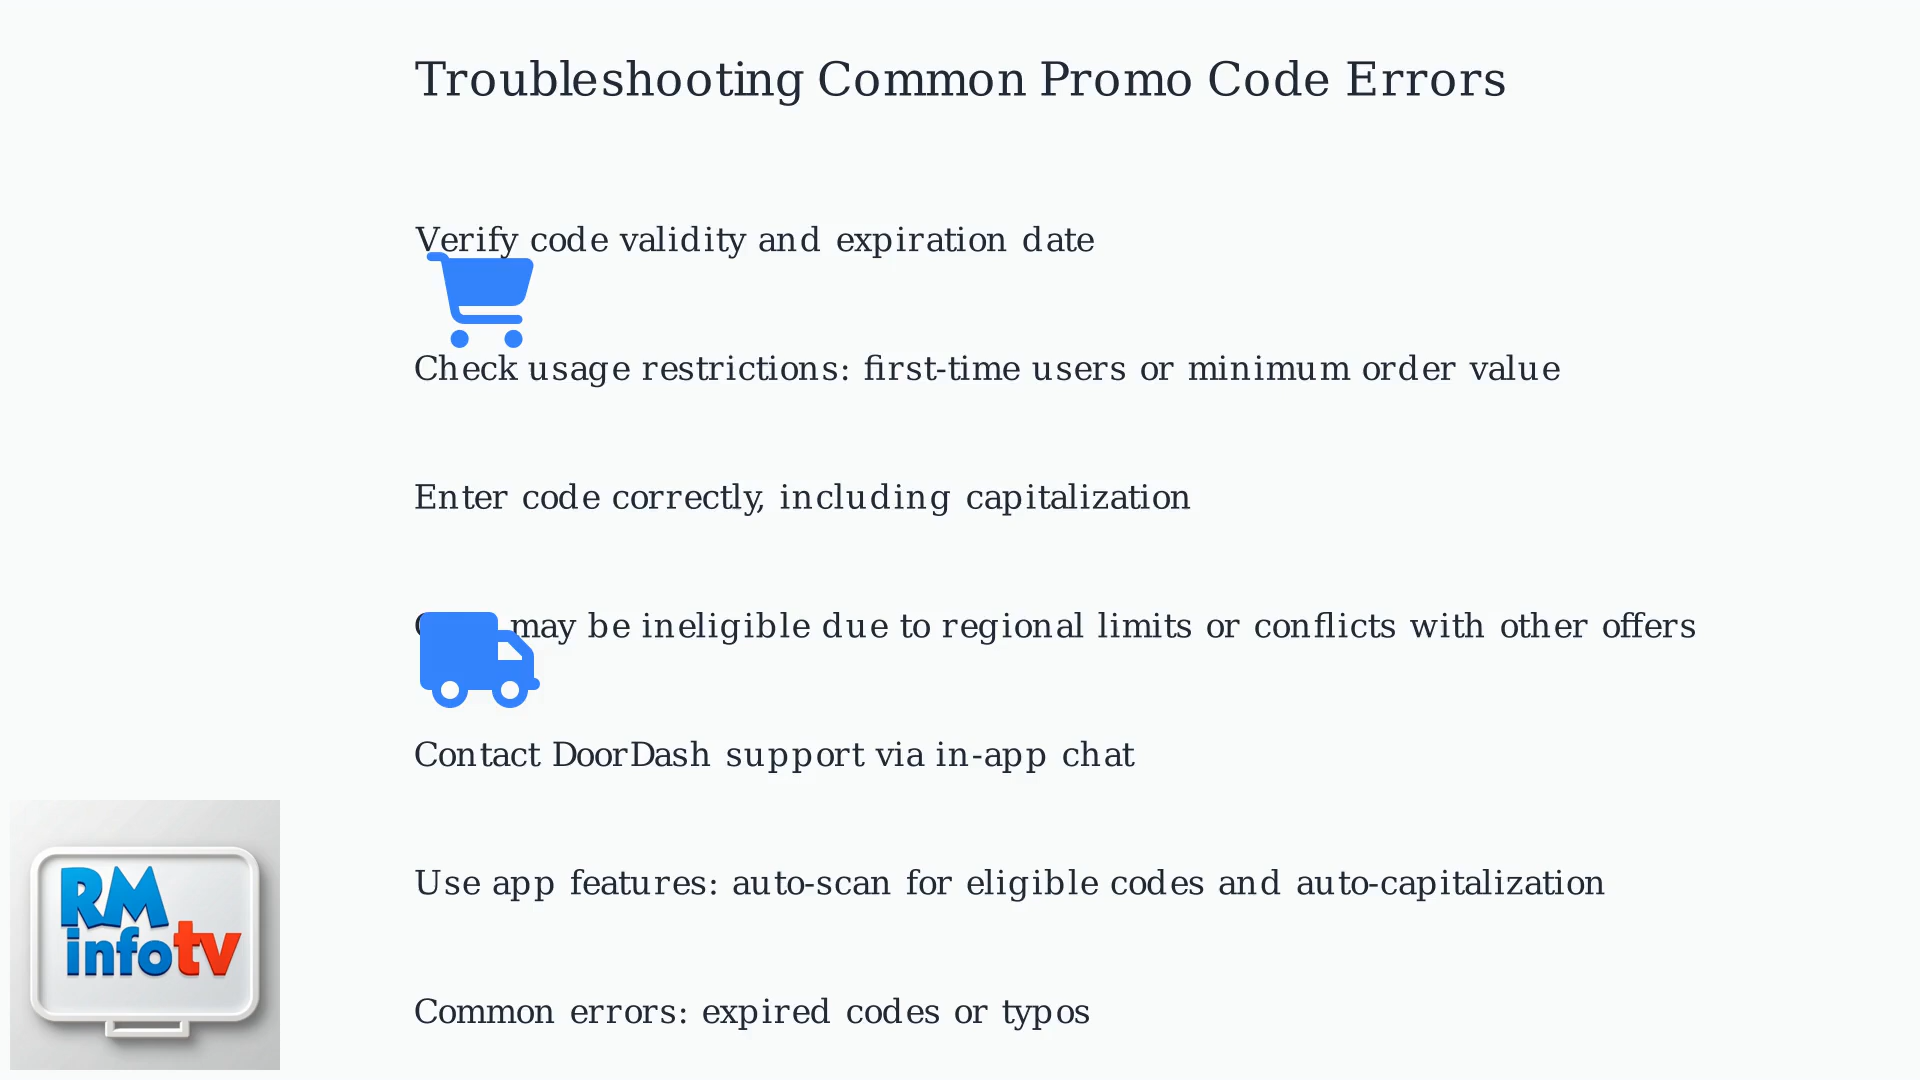 Troubleshooting Common Promo Code Errors
Verify code validity and expiration date
Check usage restrictions: first-time users or minimum order value
Enter code correctly, including capitalization
may be ineligible due to regional limits or conflicts with other offers
Contact DoorDash support via in-app chat
Use app features: auto-scan for eligible codes and auto-capitalization
Common errors: expired codes or typos
RM
infotv